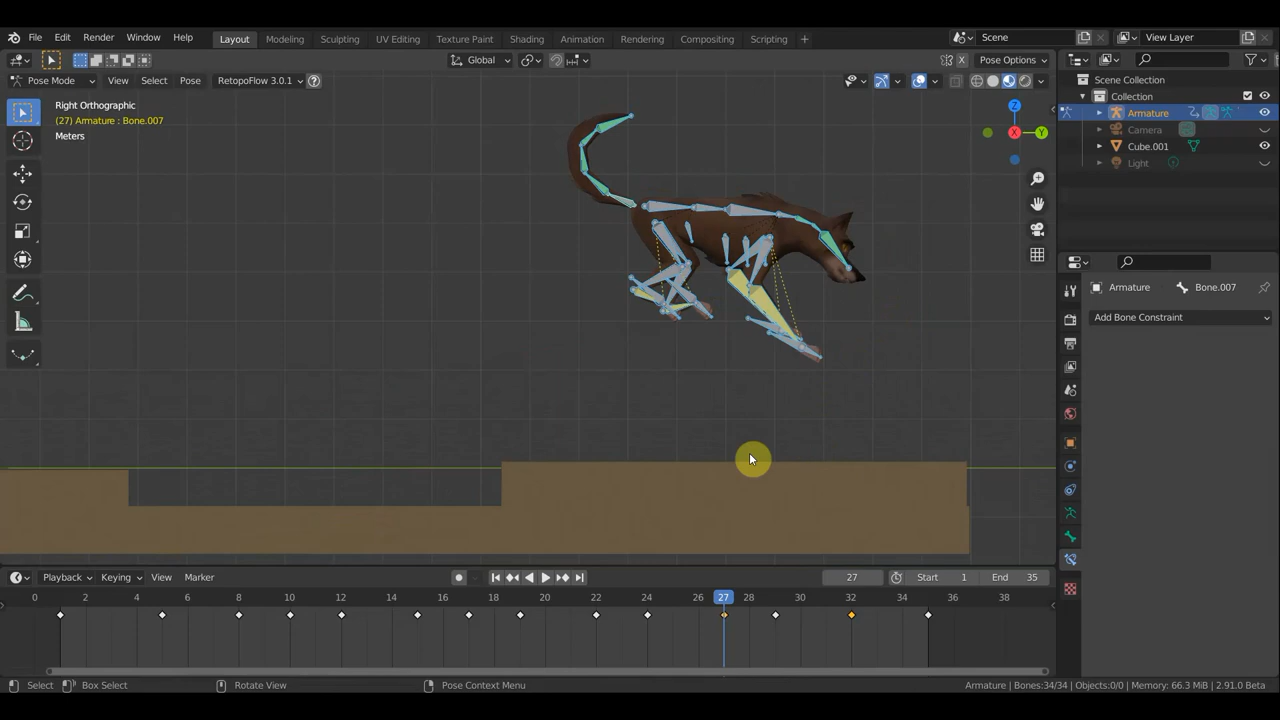 File Edit Render Window Help
Layout Modeling Sculpting UV Editing Texture Paint Shading Animation Rendering Compositing Scripting +
Scene View Layer
Global Pose Options
Pose Mode View Select Pose RetopoFlow 3.0.1
Right Orthographic
(27) Armature : Bone.007
Meters
Z
X
Y
Scene Collection
Collection
Armature
Camera
Cube.001
Light
Armature Bone.007
Add Bone Constraint
Playback Keying View Marker 27 Start 1 End 35
0 2 4 6 8 10 12 14 16 18 20 22 24 26 27 30 32 34 36 38
Select Box Select Rotate View Pose Context Menu Armature | Bones:34/34 | Objects:0/0 | Memory: 66.3 MiB | 2.91.0 Beta